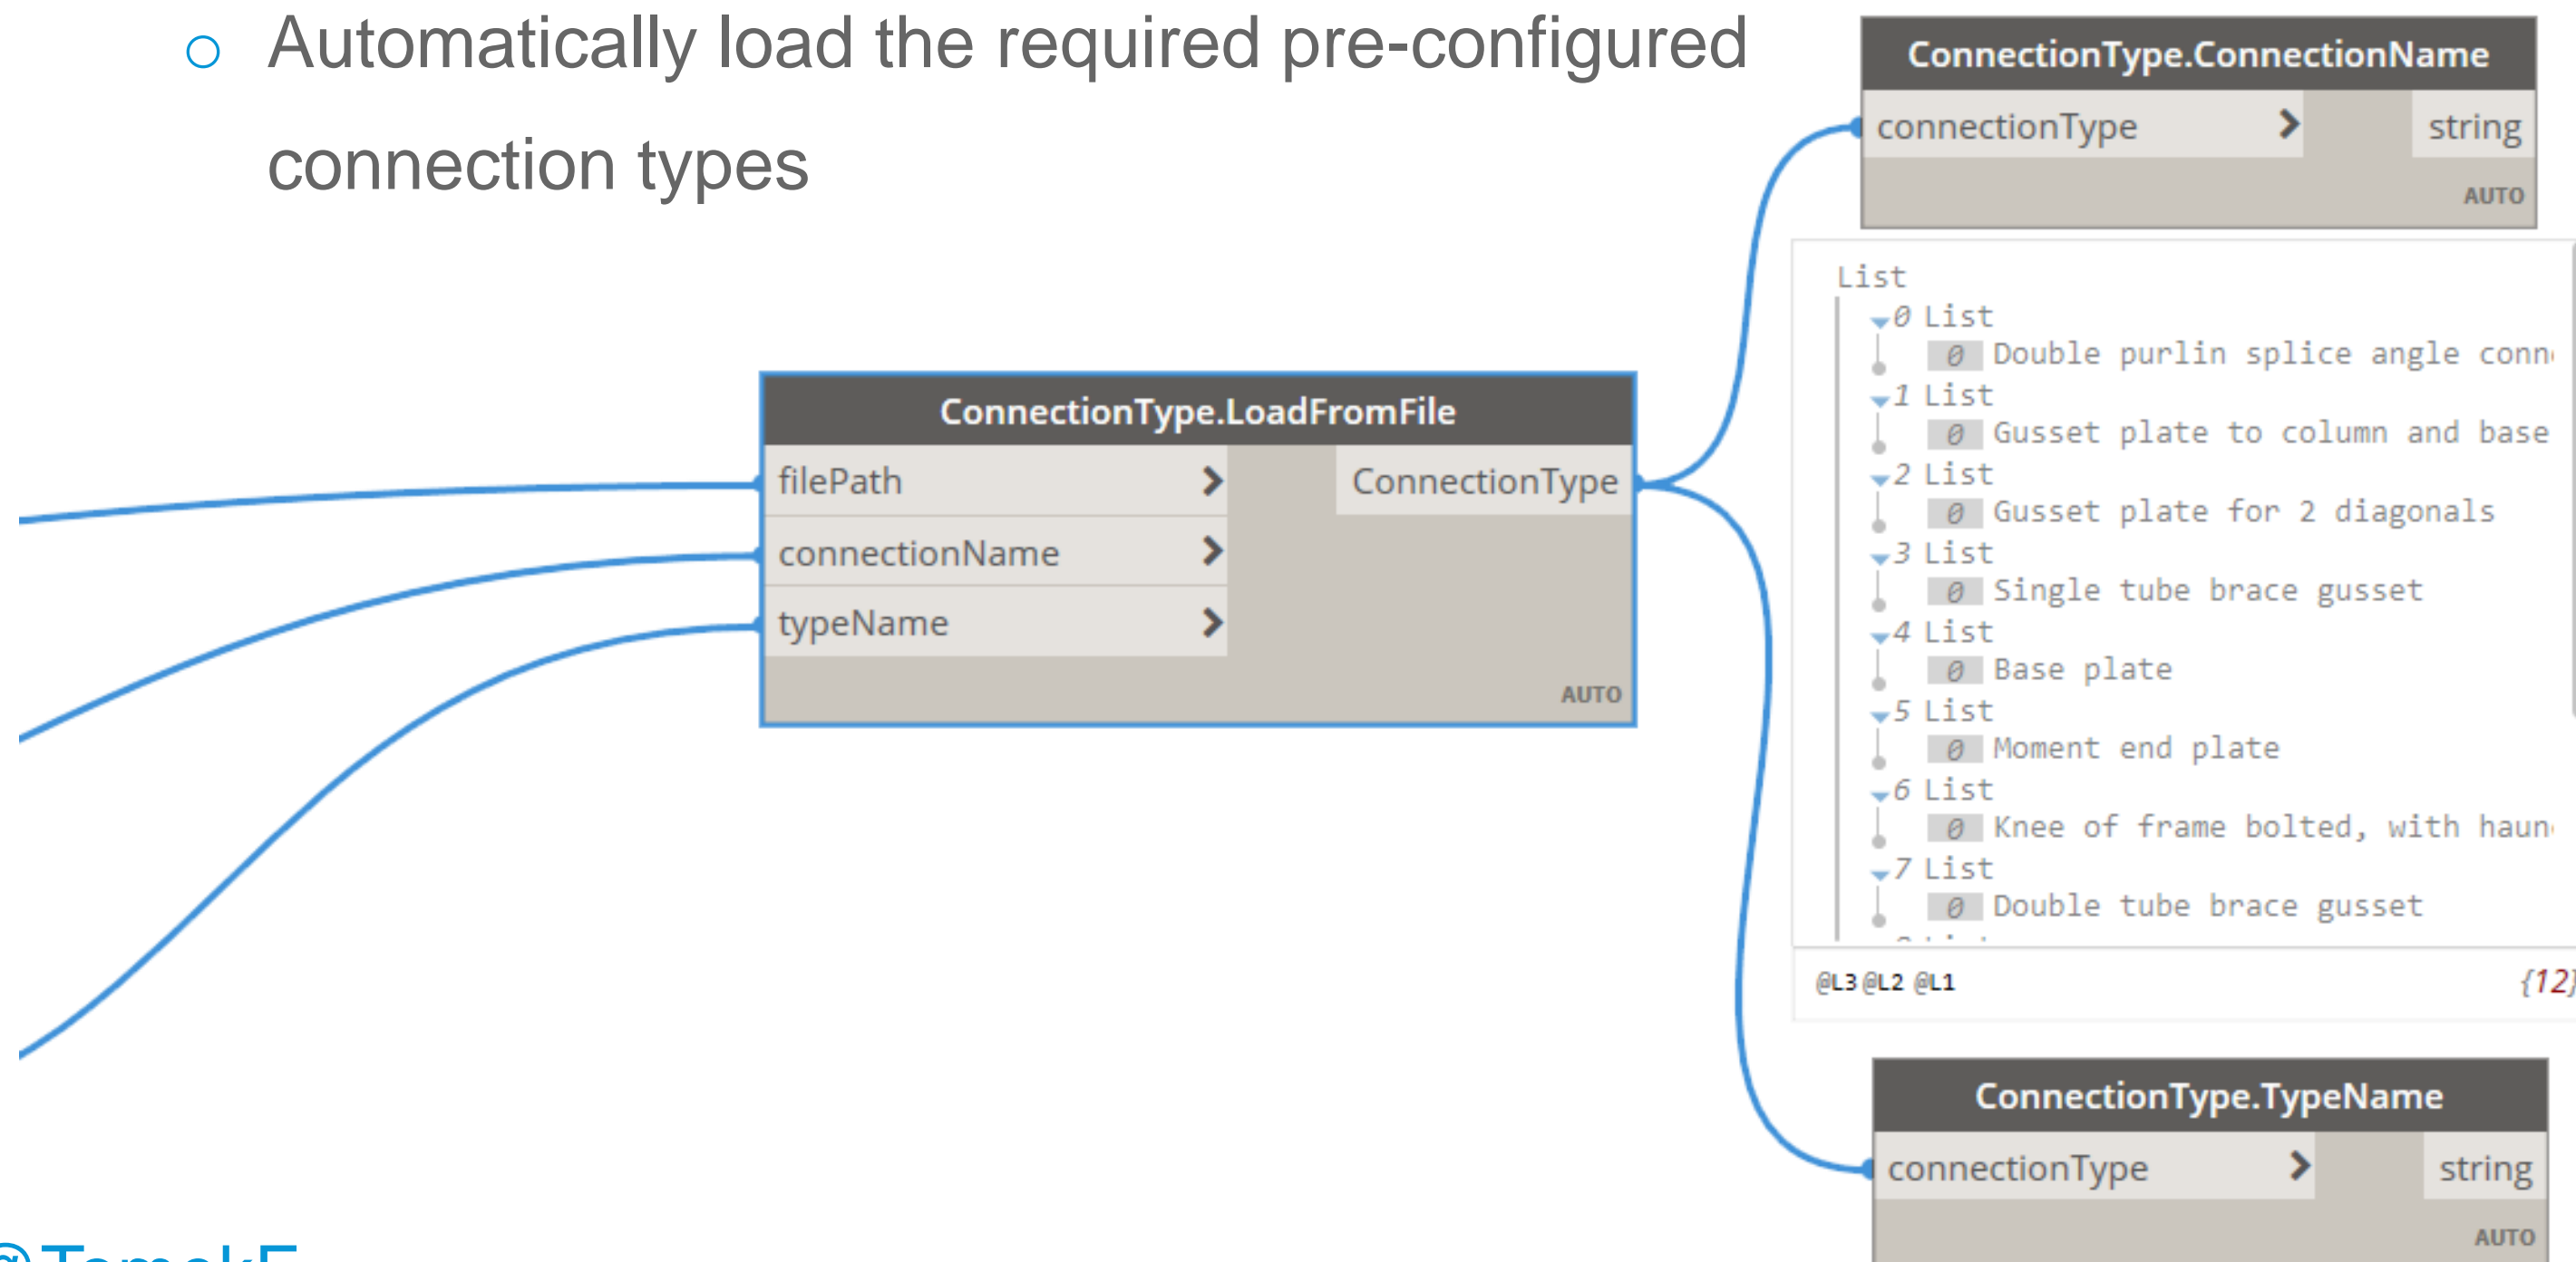 Automatically load the required pre-configured
connection types
ConnectionType.LoadFromFile
filePath
ConnectionType
connectionName
typeName
AUTO
ConnectionType.ConnectionName
connectionType
string
AUTO
List
0 List
0 Double purlin splice angle
1 List
0 Gusset plate to column and base
2 List
0 Gusset plate for 2 diagonals
3 List
0 Single tube brace gusset
4 List
0 Base plate
5 List
0 Moment end plate
6 List
0 Knee of frame bolted, with
7 List
0 Double tube brace gusset
@L3 @L2 @L1
{12}
ConnectionType.TypeName
connectionType
string
AUTO